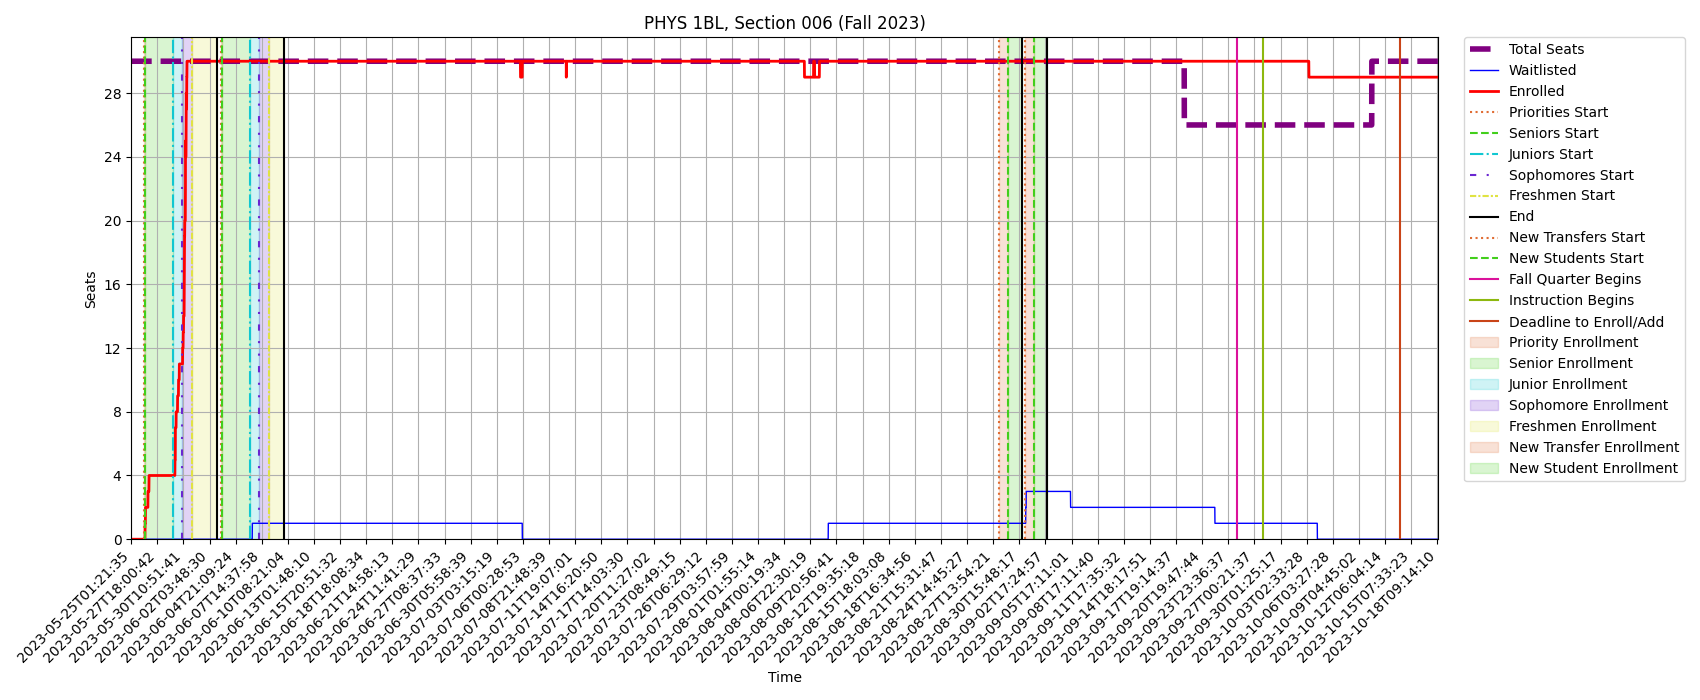 PHYS 1BL, Section 006 (Fall 2023)
Seats
28
24
20
16
12
8
4
0
2023-05-25T01:21:35
2023-05-27T18:00:42
2023-05-30T10:51:41
2023-06-02T03:48:30
2023-06-04T21:09:24
2023-06-07T14:37:58
2023-06-10T08:21:04
2023-06-13T01:48:10
2023-06-15T20:51:32
2023-06-18T18:08:34
2023-06-21T14:58:13
2023-06-24T11:41:29
2023-06-27T08:37:33
2023-06-30T05:58:39
2023-07-03T03:15:19
2023-07-06T00:28:53
2023-07-08T21:48:39
2023-07-11T19:07:01
2023-07-14T16:20:50
2023-07-17T14:03:30
2023-07-20T11:27:02
2023-07-23T08:49:15
2023-07-26T06:29:12
2023-07-29T03:57:59
2023-08-01T01:55:14
2023-08-04T00:19:34
2023-08-06T22:30:19
2023-08-09T20:56:41
2023-08-12T19:35:18
2023-08-15T18:03:08
2023-08-18T16:34:56
2023-08-21T15:31:47
2023-08-24T14:45:27
2023-08-27T13:54:21
2023-08-30T15:48:17
2023-09-02T17:24:57
2023-09-05T17:11:01
2023-09-08T17:11:40
2023-09-11T17:35:32
2023-09-14T18:17:51
2023-09-17T19:14:37
2023-09-20T19:47:44
2023-09-23T23:36:37
2023-09-27T00:21:37
2023-09-30T01:25:17
2023-10-03T02:33:28
2023-10-06T03:27:28
2023-10-09T04:45:02
2023-10-12T06:04:14
2023-10-15T07:33:23
2023-10-18T09:14:10
Time
Total Seats
Waitlisted
Enrolled
Priorities Start
Seniors Start
Juniors Start
Sophomores Start
Freshmen Start
End
New Transfers Start
New Students Start
Fall Quarter Begins
Instruction Begins
Deadline to Enroll/Add
Priority Enrollment
Senior Enrollment
Junior Enrollment
Sophomore Enrollment
Freshmen Enrollment
New Transfer Enrollment
New Student Enrollment